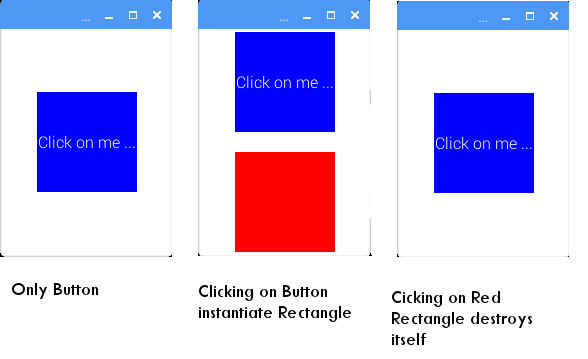 ...
...
...
Click on me ...
Click on me ...
Click on me ...
Only Button
Clicking on Button
instantiate Rectangle
Cicking on Red
Rectangle destroys
itself